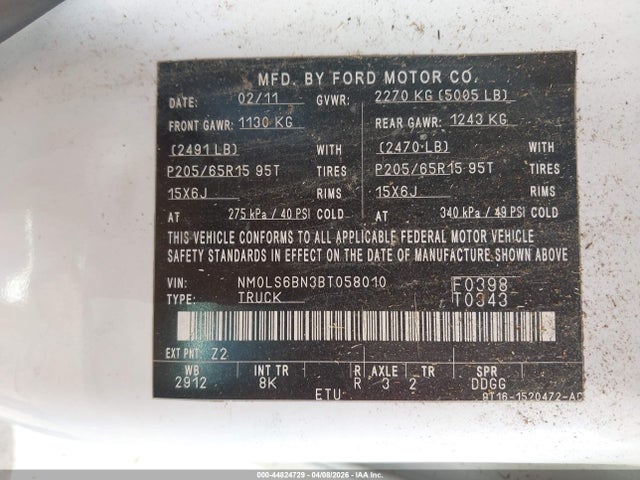 MFD. BY FORD MOTOR CO.
DATE: 02/11 GVWR: 2270 KG (5005 LB)
FRONT GAWR: 1130 KG REAR GAWR: 1243 KG
(2491 LB) WITH (2470 LB) WITH
P205/65R15 95T TIRES P205/65R15 95T TIRES
15X6J RIMS 15X6J RIMS
AT 275 kPa / 40 PSI COLD AT 340 kPa / 49 PSI COLD
THIS VEHICLE CONFORMS TO ALL APPLICABLE FEDERAL MOTOR VEHICLE
SAFETY STANDARDS IN EFFECT ON THE DATE OF MANUFACTURE SHOWN ABOVE
VIN: NM0LS6BN3BT058010 F0398
TYPE: TRUCK T0343
EXT PNT: Z2
WB INT TR R AXLE TR SPR
2912 8K R 3 2 DDGG
ETU
9T16-1520472-AC
000-44824729 - 04/08/2026 - IAAI.com